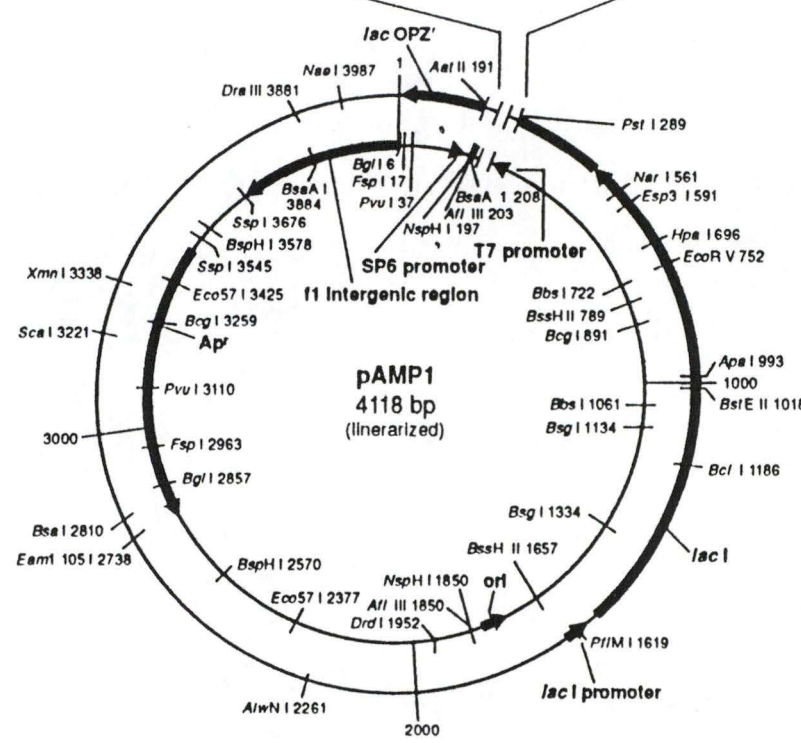 lac OPZ'
1
Aat II 191
Nae I 3987
Dra III 3881
Pst I 289
Nar I 561
Esp3 I 591
Hpa I 696
EcoR V 752
Bgl I 6
Fsp I 17
Pvu I 37
BsaA I
3884
BsaA I 208
Afl III 203
NspH I 197
Ssp I 3676
BspH I 3578
Ssp I 3545
SP6 promoter
T7 promoter
f1 Intergenic region
Xmn I 3338
Eco57 I 3425
Sca I 3221
Bcg I 3259
Apr
Bbs I 722
BssH II 789
Bcg I 891
Apa I 993
1000
BstE II 1018
pAMP1
4118 bp
(linerarized)
Pvu I 3110
Bbs I 1061
Bsg I 1134
3000
Fsp I 2963
Bgl I 2857
Bcl I 1186
Bsa I 2810
Eam1 105 I 2738
Bsg I 1334
BssH II 1657
lac I
BspH I 2570
Eco57 I 2377
NspH I 1850
ori
Afl III 1850
Drd I 1952
PflM I 1619
lac I promoter
AlwN I 2261
2000